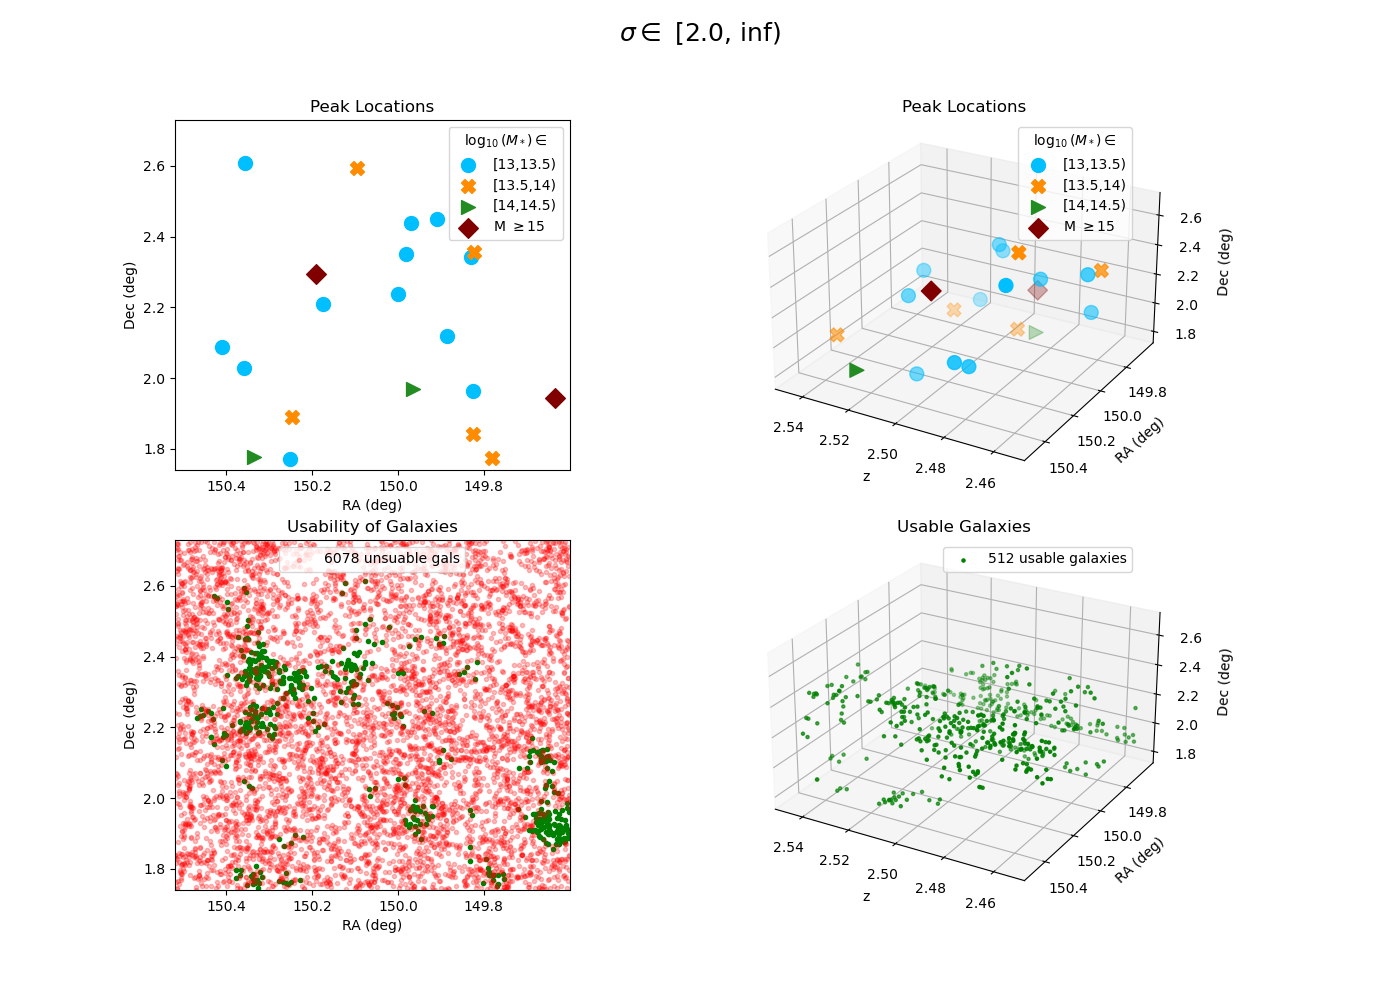 σ ∈ [2.0, inf)
Peak Locations
log₁₀(M*) ∈
[13,13.5)
[13.5,14)
[14,14.5)
M ≥15
2.6
2.4
2.2
2.0
1.8
Dec (deg)
150.4 150.2 150.0 149.8
RA (deg)
Peak Locations
log₁₀(M*) ∈
[13,13.5)
[13.5,14)
[14,14.5)
M ≥15
2.6
2.4
2.2
2.0
1.8
Dec (deg)
149.8
150.0
150.2
150.4
RA (deg)
2.54
2.52
2.50
2.48
2.46
z
Usability of Galaxies
6078 unsuable gals
2.6
2.4
2.2
2.0
1.8
Dec (deg)
150.4 150.2 150.0 149.8
RA (deg)
Usable Galaxies
512 usable galaxies
2.6
2.4
2.2
2.0
1.8
Dec (deg)
149.8
150.0
150.2
150.4
RA (deg)
2.54
2.52
2.50
2.48
2.46
z